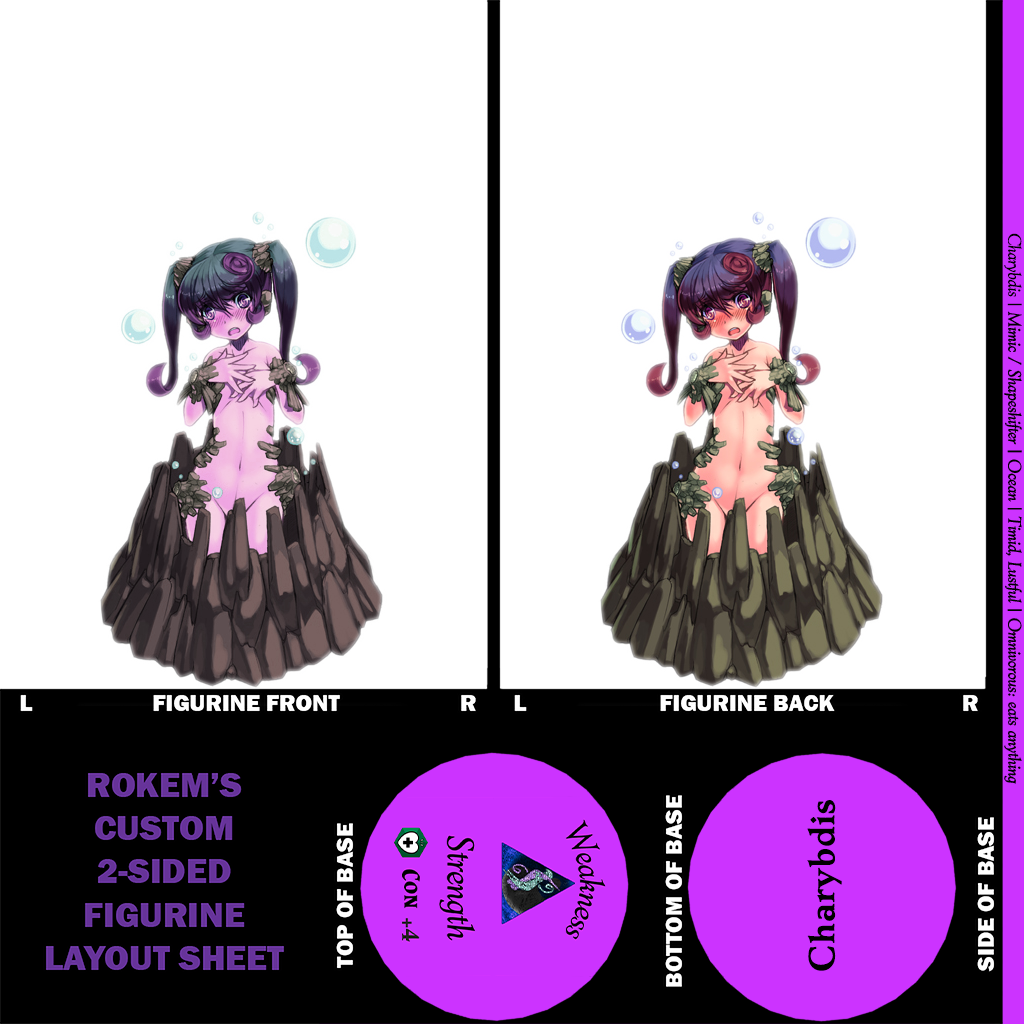 L
FIGURINE FRONT
R
L
FIGURINE BACK
R
ROKEM'S
CUSTOM
2-SIDED
FIGURINE
LAYOUT SHEET
TOP OF BASE
Weakness
Strength
CON +4
BOTTOM OF BASE
Charybdis
SIDE OF BASE
Charybdis | Mimic / Shapeshifter | Ocean | Timid, Lustful | Omnivorous: eats anything